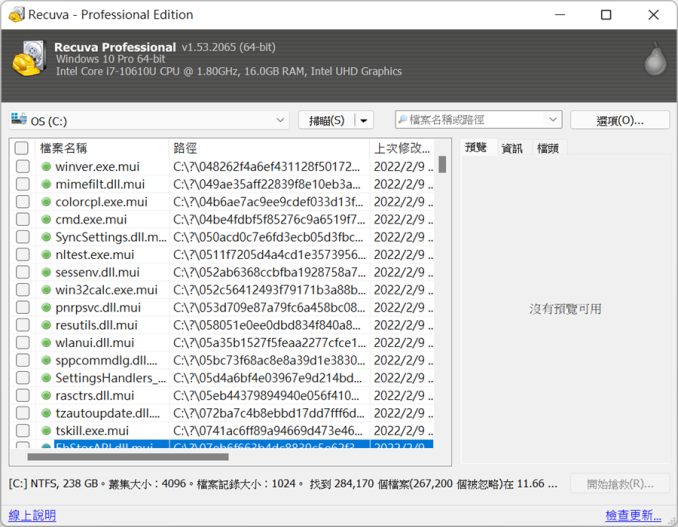 Recuva - Professional Edition
Recuva Professional v1.53.2065 (64-bit)
Windows 10 Pro 64-bit
Intel Core i7-10610U CPU @ 1.80GHz, 16.0GB RAM, Intel UHD Graphics
OS (C:) 掃瞄(S) 檔案名稱或路徑 選項(O)...
檔案名稱 路徑 上次修改... 預覽 資訊 檔頭
winver.exe.mui C:\?\048262f4a6ef431128f50172... 2022/2/9 ..
mimefilt.dll.mui C:\?\049ae35aff22839f8e10eb3a... 2022/2/9 ..
colorcpl.exe.mui C:\?\04b6ae7ac9ee9cdef033d13f... 2022/2/9 ..
cmd.exe.mui C:\?\04be4fdbf5f85276c9a6519f7... 2022/2/9 ..
SyncSettings.dll.m... C:\?\050acd0c7e6fd3ecb05d3fbc... 2022/2/9 ..
nltest.exe.mui C:\?\0511f7205d4a4cd1e3573956... 2022/2/9 ..
sessenv.dll.mui C:\?\052ab6368ccbfba1928758a7... 2022/2/9 ..
win32calc.exe.mui C:\?\052c56412493f79171b3a88b... 2022/2/9 ..
pnrpsvc.dll.mui C:\?\053d709e87a79fc6a458bc08... 2022/2/9 ..
resutils.dll.mui C:\?\058051e0ee0dbd834f840a8... 2022/2/9 ..
wlanui.dll.mui C:\?\05a35b1527f5feaa2277cfce1... 2022/2/9 ..
sppcommdlg.dll.... C:\?\05bc73f68ac8e8a39d1e3830... 2022/2/9 ..
SettingsHandlers_... C:\?\05d4a6bf4e03967e9d214bd... 2022/2/9 ..
rasctrs.dll.mui C:\?\05eb44379894940e056f410... 2022/2/9 ..
tzautoupdate.dll.... C:\?\072ba7c4b8ebbd17dd7fff6d... 2022/2/9 ..
tskill.exe.mui C:\?\0741ac6ff89a94669d473e46... 2022/2/9 ..
沒有預覽可用
[C:] NTFS, 238 GB。叢集大小：4096。檔案記錄大小：1024。 找到 284,170 個檔案(267,200 個被忽略)在 11.66 ... 開始搶救(R)...
線上說明 檢查更新...